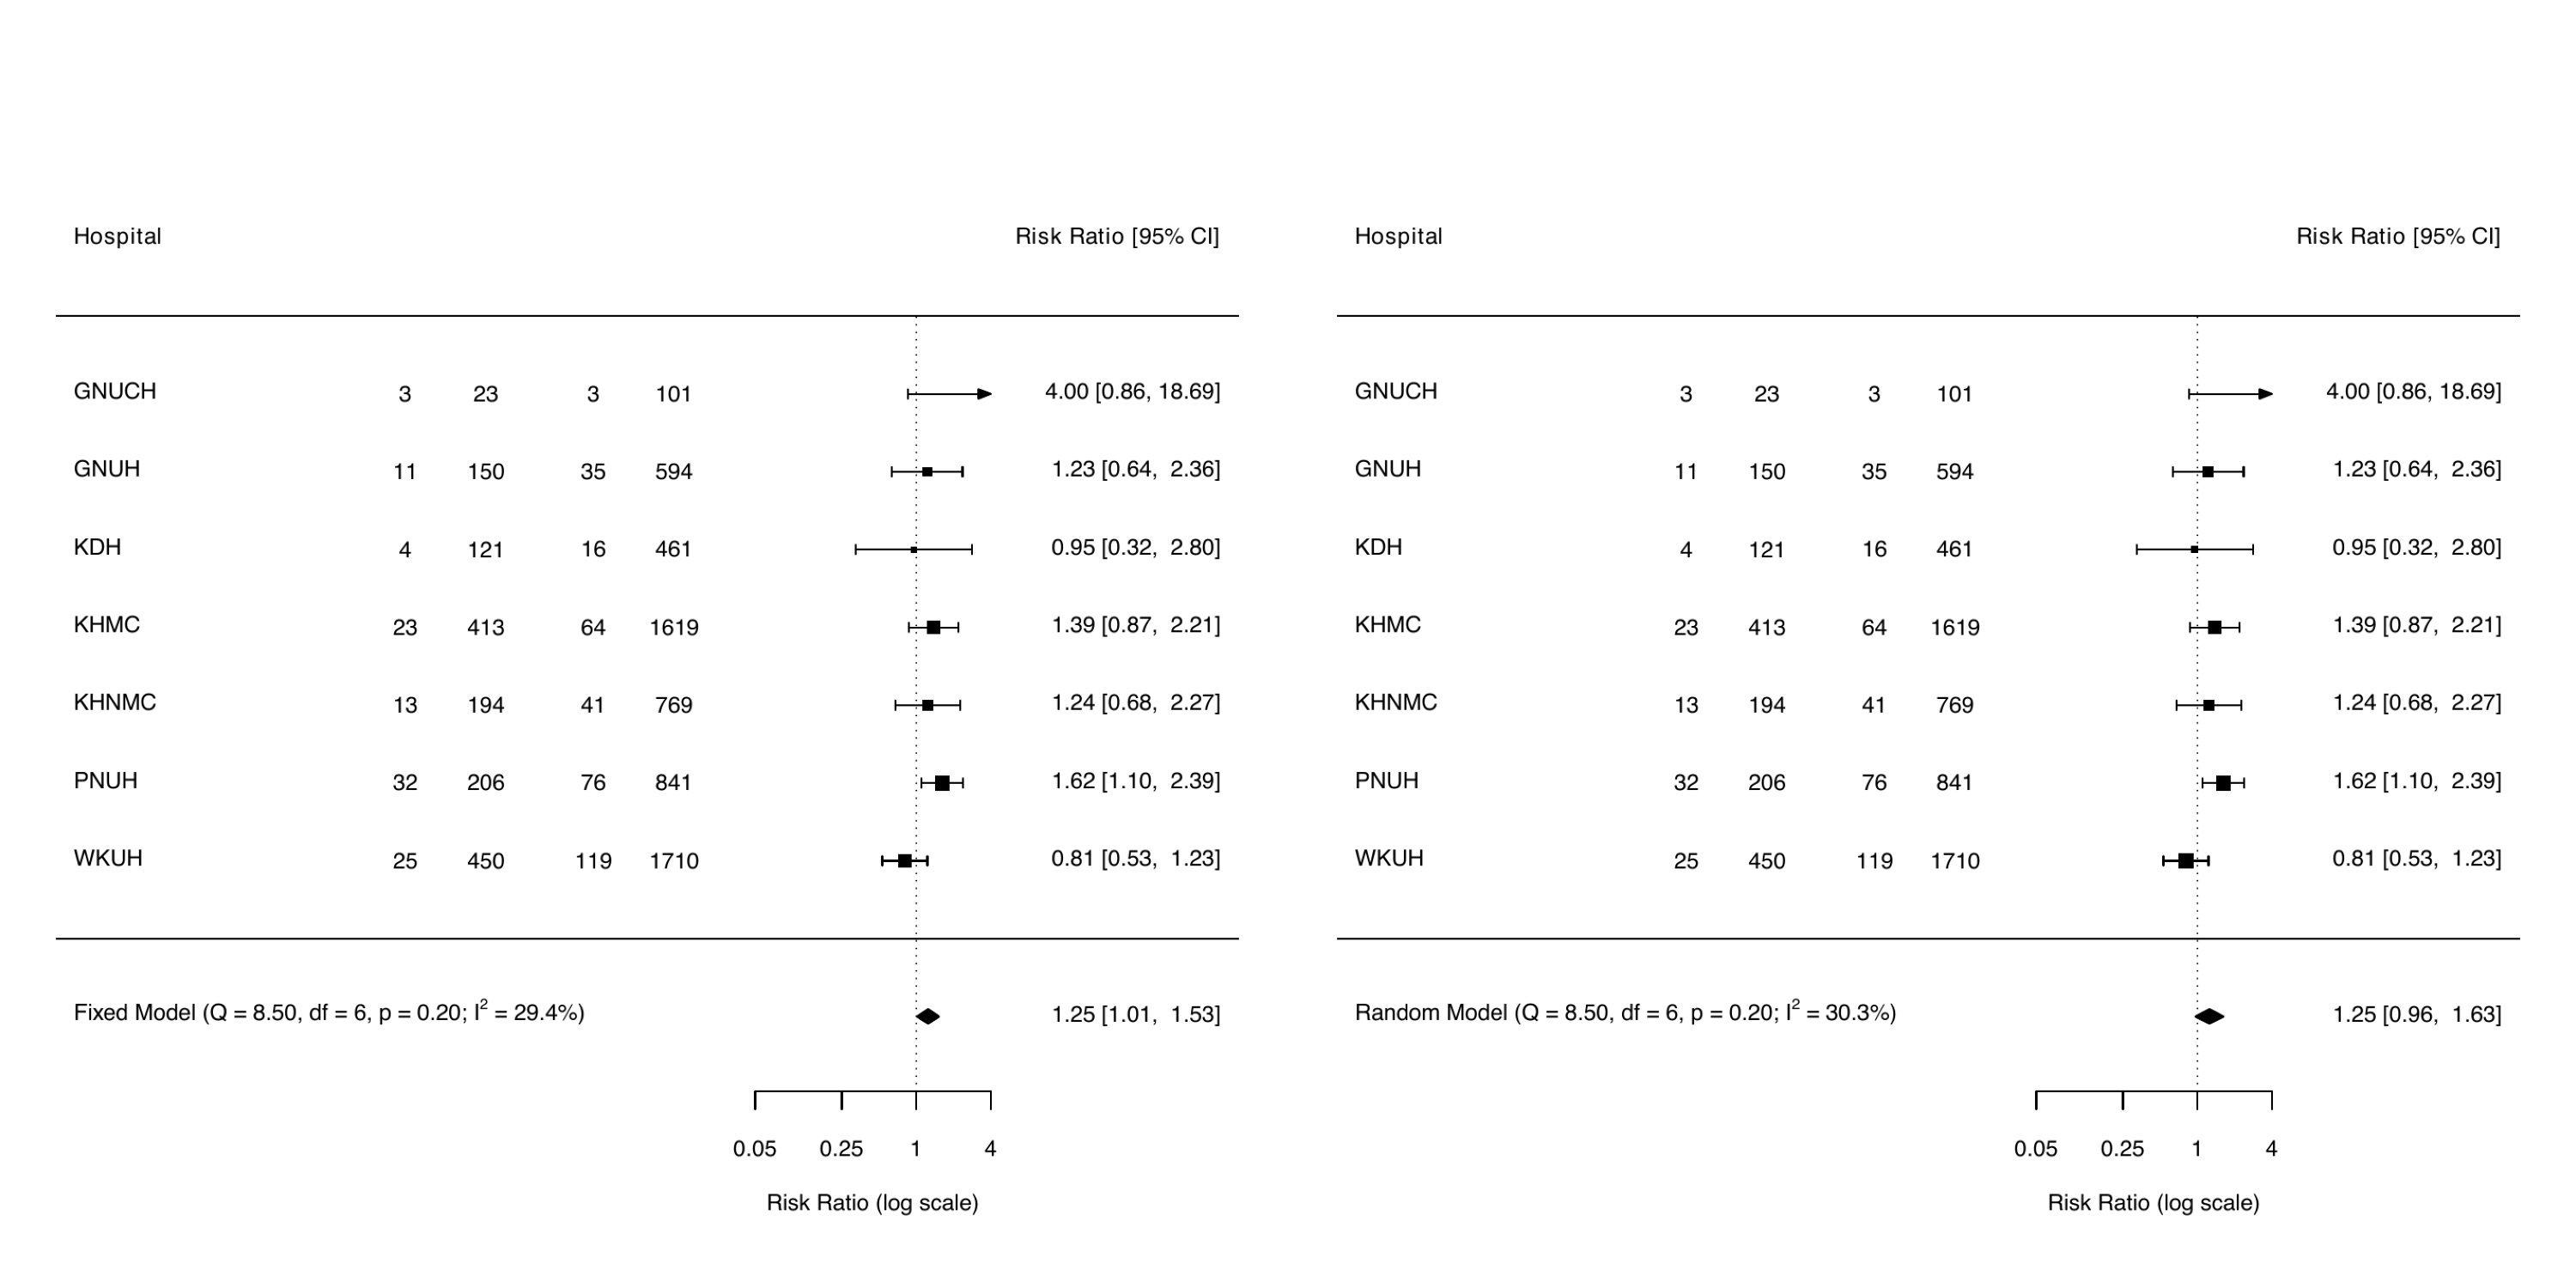 Hospital Risk Ratio [95% CI]
GNUCH 3 23 3 101 4.00 [0.86, 18.69]
GNUH 11 150 35 594 1.23 [0.64, 2.36]
KDH 4 121 16 461 0.95 [0.32, 2.80]
KHMC 23 413 64 1619 1.39 [0.87, 2.21]
KHNMC 13 194 41 769 1.24 [0.68, 2.27]
PNUH 32 206 76 841 1.62 [1.10, 2.39]
WKUH 25 450 119 1710 0.81 [0.53, 1.23]
Fixed Model (Q = 8.50, df = 6, p = 0.20; I² = 29.4%) 1.25 [1.01, 1.53]
0.05 0.25 1 4
Risk Ratio (log scale)
Hospital Risk Ratio [95% CI]
GNUCH 3 23 3 101 4.00 [0.86, 18.69]
GNUH 11 150 35 594 1.23 [0.64, 2.36]
KDH 4 121 16 461 0.95 [0.32, 2.80]
KHMC 23 413 64 1619 1.39 [0.87, 2.21]
KHNMC 13 194 41 769 1.24 [0.68, 2.27]
PNUH 32 206 76 841 1.62 [1.10, 2.39]
WKUH 25 450 119 1710 0.81 [0.53, 1.23]
Random Model (Q = 8.50, df = 6, p = 0.20; I² = 30.3%) 1.25 [0.96, 1.63]
0.05 0.25 1 4
Risk Ratio (log scale)